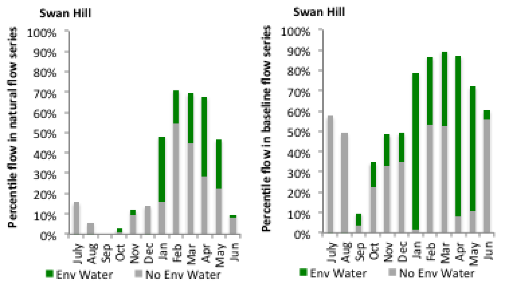 Swan Hill
Percentile flow in natural flow series
100%
90%
80%
70%
60%
50%
40%
30%
20%
10%
0%
July Aug Sep Oct Nov Dec Jan Feb Mar Apr May Jun
Env Water No Env Water
Swan Hill
Percentile flow in baseline flow series
100%
90%
80%
70%
60%
50%
40%
30%
20%
10%
0%
July Aug Sep Oct Nov Dec Jan Feb Mar Apr May Jun
Env Water No Env Water